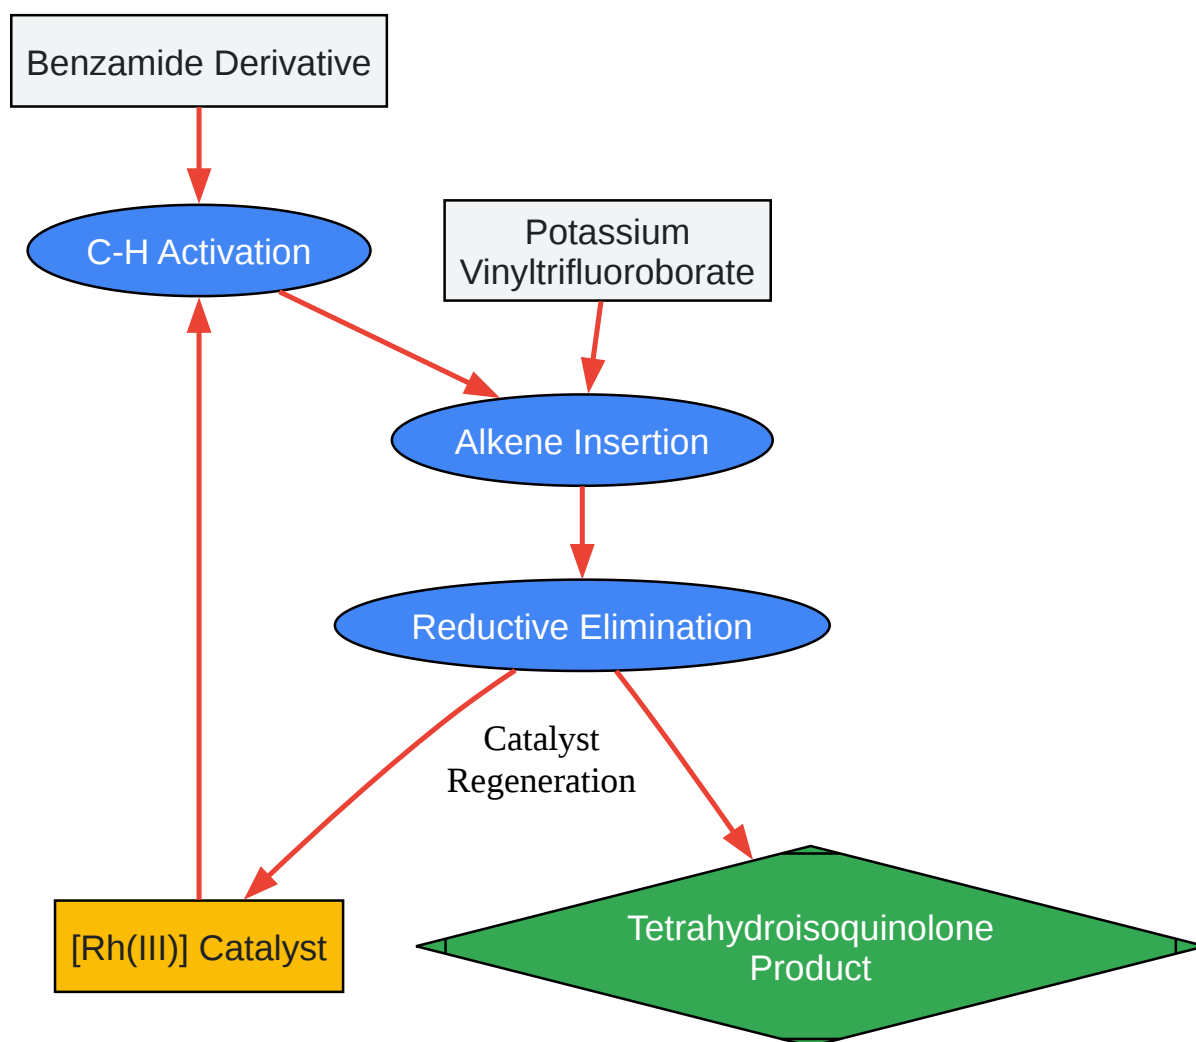 Benzamide Derivative
C-H Activation
Potassium
Vinyltrifluoroborate
Alkene Insertion
Reductive Elimination
Catalyst
Regeneration
[Rh(III)] Catalyst
Tetrahydroisoquinolone
Product